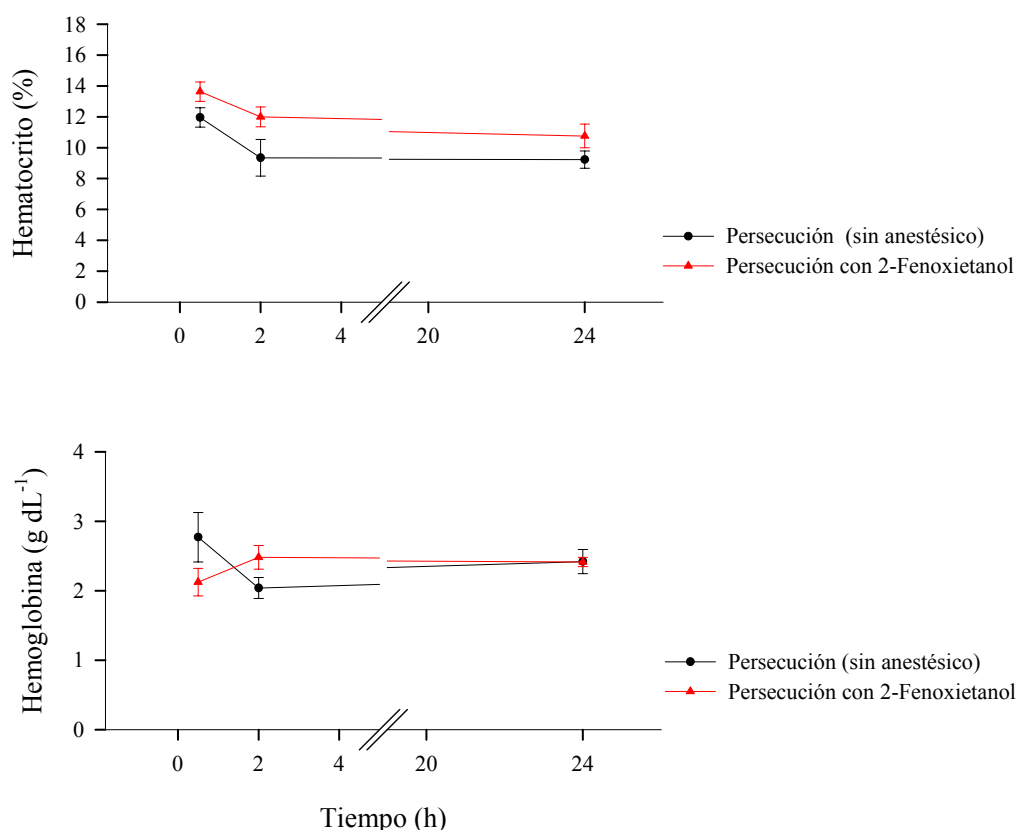 Hematocrito (%)
18
16
14
12
10
8
6
4
2
0
0 2 4 20 24
Persecución (sin anestésico)
Persecución con 2-Fenoxietanol
Hemoglobina (g dL⁻¹)
4
3
2
1
0
0 2 4 20 24
Persecución (sin anestésico)
Persecución con 2-Fenoxietanol
Tiempo (h)